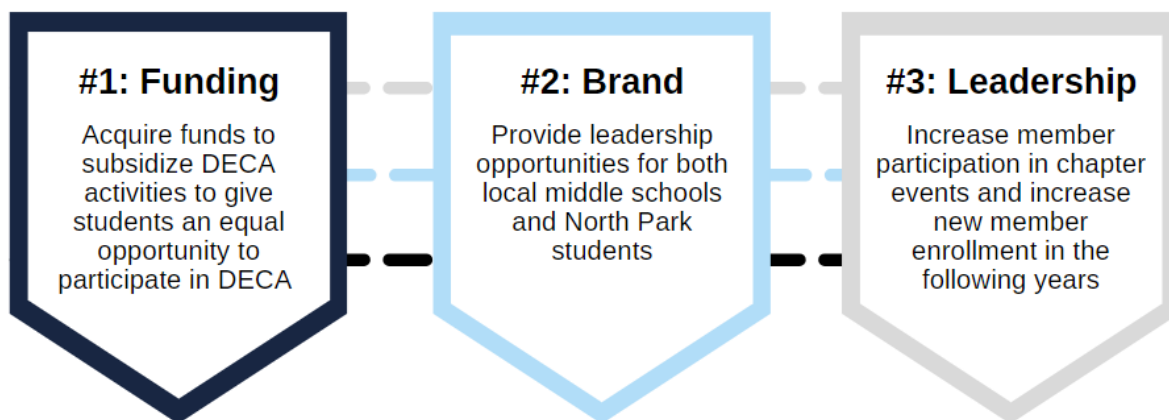 #1: Funding
Acquire funds to
subsidize DECA
activities to give
students an equal
opportunity to
participate in DECA
#2: Brand
Provide leadership
opportunities for both
local middle schools
and North Park
students
#3: Leadership
Increase member
participation in chapter
events and increase
new member
enrollment in the
following years